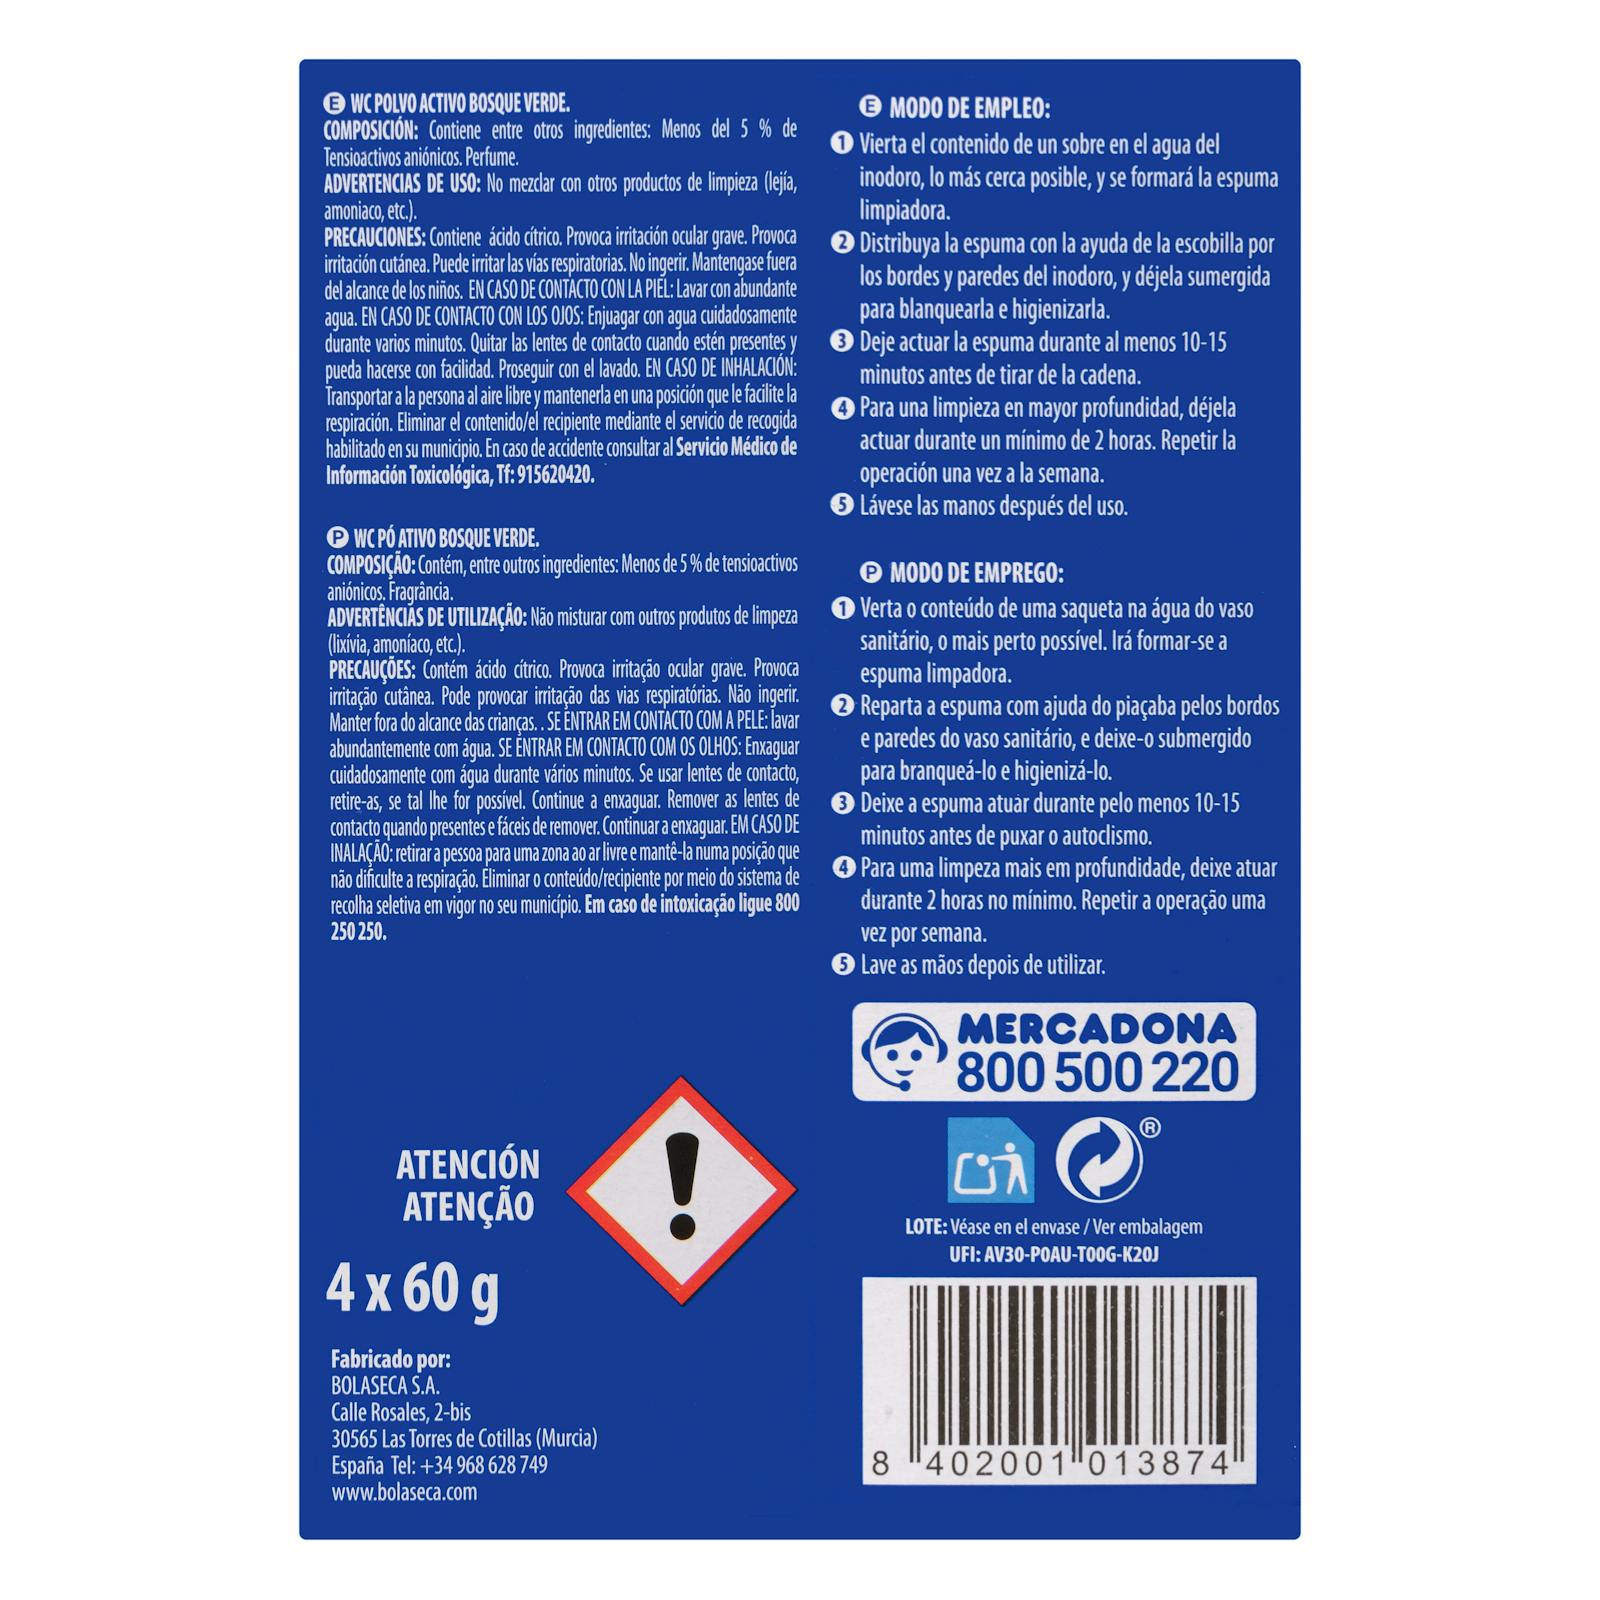 E WC POLVO ACTIVO BOSQUE VERDE.
COMPOSICIÓN: Contiene entre otros ingredientes: Menos del 5 % de
Tensioactivos aniónicos. Perfume.
ADVERTENCIAS DE USO: No mezclar con otros productos de limpieza (lejía,
amoniaco, etc.).
PRECAUCIONES: Contiene ácido cítrico. Provoca irritación ocular grave. Provoca
irritación cutánea. Puede irritar las vías respiratorias. No ingerir. Mantengase fuera
del alcance de los niños. EN CASO DE CONTACTO CON LA PIEL: Lavar con abundante
agua. EN CASO DE CONTACTO CON LOS OJOS: Enjuagar con agua cuidadosamente
durante varios minutos. Quitar las lentes de contacto cuando estén presentes y
pueda hacerse con facilidad. Proseguir con el lavado. EN CASO DE INHALACIÓN:
Transportar a la persona al aire libre y mantenerla en una posición que le facilite la
respiración. Eliminar el contenido/el recipiente mediante el servicio de recogida
habilitado en su municipio. En caso de accidente consultar al Servicio Médico de
Información Toxicológica, Tf: 915620420.
P WC PÓ ATIVO BOSQUE VERDE.
COMPOSIÇÃO: Contém, entre outros ingredientes: Menos de 5 % de tensioactivos
aniónicos. Fragrância.
ADVERTÊNCIAS DE UTILIZAÇÃO: Não misturar com outros produtos de limpeza
(lixívia, amoníaco, etc.).
PRECAUÇÕES: Contém ácido cítrico. Provoca irritação ocular grave. Provoca
irritação cutânea. Pode provocar irritação das vias respiratórias. Não ingerir.
Manter fora do alcance das crianças. . SE ENTRAR EM CONTACTO COM A PELE: lavar
abundantemente com água. SE ENTRAR EM CONTACTO COM OS OLHOS: Enxaguar
cuidadosamente com água durante vários minutos. Se usar lentes de contacto,
retire-as, se tal lhe for possível. Continue a enxaguar. Remover as lentes de
contacto quando presentes e fáceis de remover. Continuar a enxaguar. EM CASO DE
INALAÇÃO: retirar a pessoa para uma zona ao ar livre e mantê-la numa posição que
não dificulte a respiração. Eliminar o conteúdo/recipiente por meio do sistema de
recolha seletiva em vigor no seu município. Em caso de intoxicação ligue 800
250 250.
ATENCIÓN
ATENÇÃO
4 x 60 g
Fabricado por:
BOLASECA S.A.
Calle Rosales, 2-bis
30565 Las Torres de Cotillas (Murcia)
España Tel: +34 968 628 749
www.bolaseca.com
E MODO DE EMPLEO:
1 Vierta el contenido de un sobre en el agua del
inodoro, lo más cerca posible, y se formará la espuma
limpiadora.
2 Distribuya la espuma con la ayuda de la escobilla por
los bordes y paredes del inodoro, y déjela sumergida
para blanquearla e higienizarla.
3 Deje actuar la espuma durante al menos 10-15
minutos antes de tirar de la cadena.
4 Para una limpieza en mayor profundidad, déjela
actuar durante un mínimo de 2 horas. Repetir la
operación una vez a la semana.
5 Lávese las manos después del uso.
P MODO DE EMPREGO:
1 Verta o conteúdo de uma saqueta na água do vaso
sanitário, o mais perto possível. Irá formar-se a
espuma limpadora.
2 Reparta a espuma com ajuda do piaçaba pelos bordos
e paredes do vaso sanitário, e deixe-o submergido
para branqueá-lo e higienizá-lo.
3 Deixe a espuma atuar durante pelo menos 10-15
minutos antes de puxar o autoclismo.
4 Para uma limpeza mais em profundidade, deixe atuar
durante 2 horas no mínimo. Repetir a operação uma
vez por semana.
5 Lave as mãos depois de utilizar.
MERCADONA
800 500 220
®
LOTE: Véase en el envase / Ver embalagem
UFI: AV30-P0AU-T00G-K20J
8 402001 013874